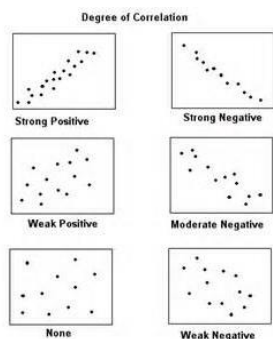 Degree of Correlation
Strong Positive
Strong Negative
Weak Positive
Moderate Negative
None
Weak Negative